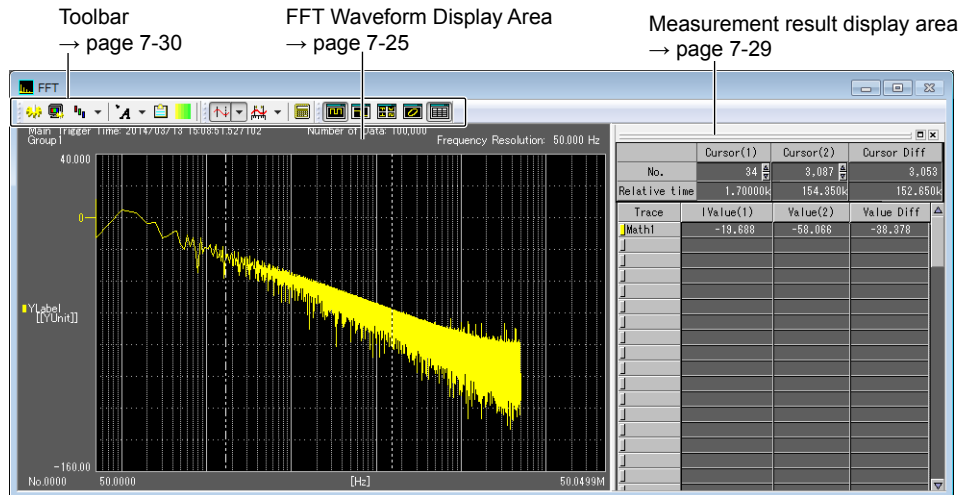 Toolbar
→ page 7-30
FFT Waveform Display Area
→ page 7-25
Measurement result display area
→ page 7-29
FFT
Main Trigger Time: 2014/03/13 15:08:51.527102 Number of Data: 100,000
Group1 Frequency Resolution: 50.000 Hz
40.000
0
YLabel
[[YUnit]]
-160.00
No.0000 50.0000 [Hz] 50.0499M
Cursor(1) Cursor(2) Cursor Diff
No. 34 3,087 3,053
Relative time 1.70000k 154.350k 152.650k
Trace |Value(1) Value(2) Value Diff
Math1 -19.688 -58.066 -38.378